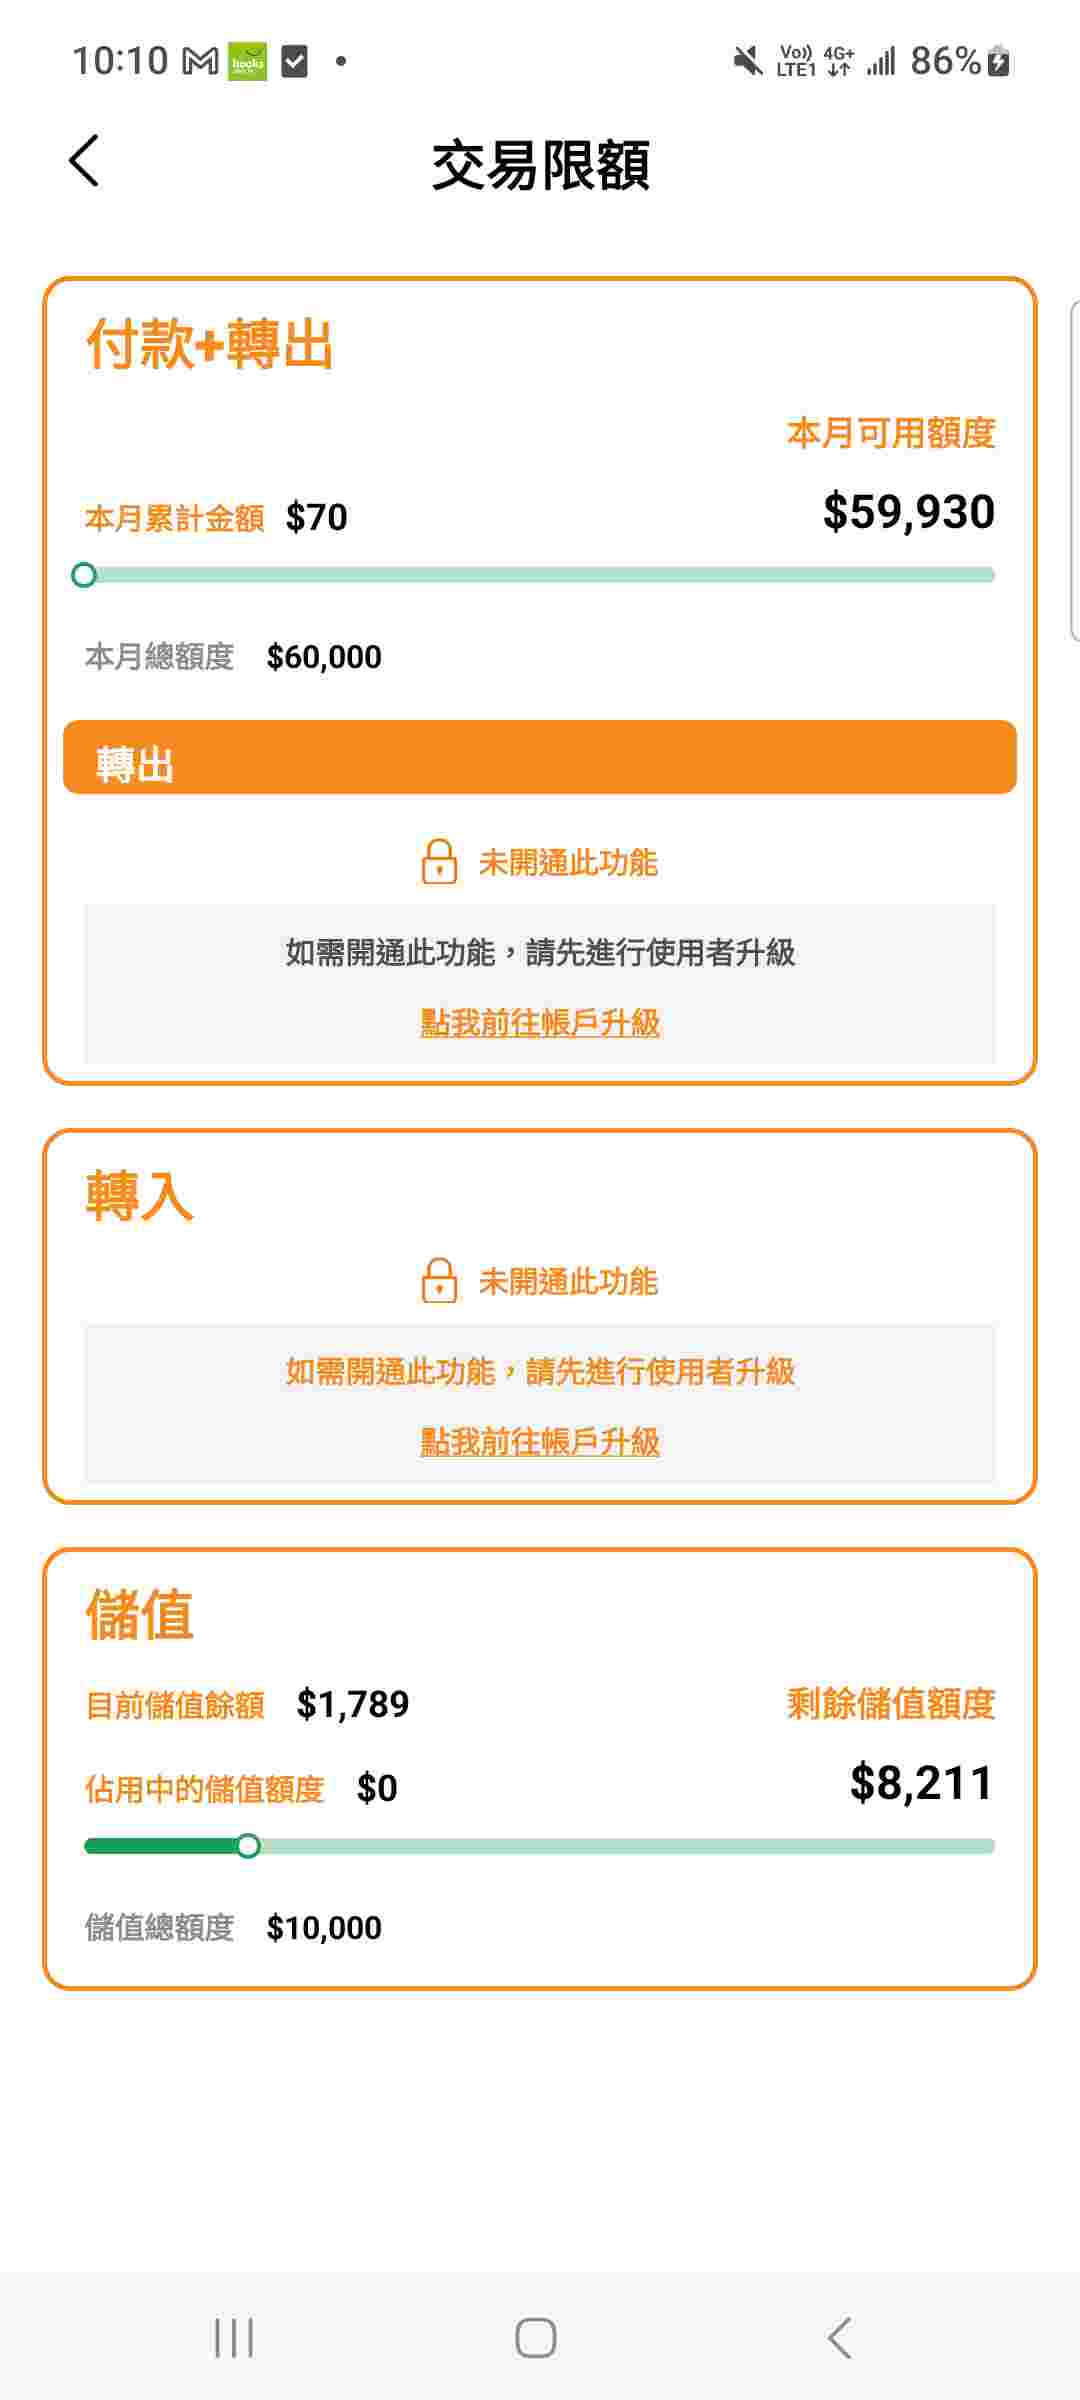 10:10 books Vo)) LTE1 4G+ 86%
交易限額
付款+轉出
本月可用額度
本月累計金額 $70 $59,930
本月總額度 $60,000
轉出
未開通此功能
如需開通此功能，請先進行使用者升級
點我前往帳戶升級
轉入
未開通此功能
如需開通此功能，請先進行使用者升級
點我前往帳戶升級
儲值
目前儲值餘額 $1,789 剩餘儲值額度
佔用中的儲值額度 $0 $8,211
儲值總額度 $10,000